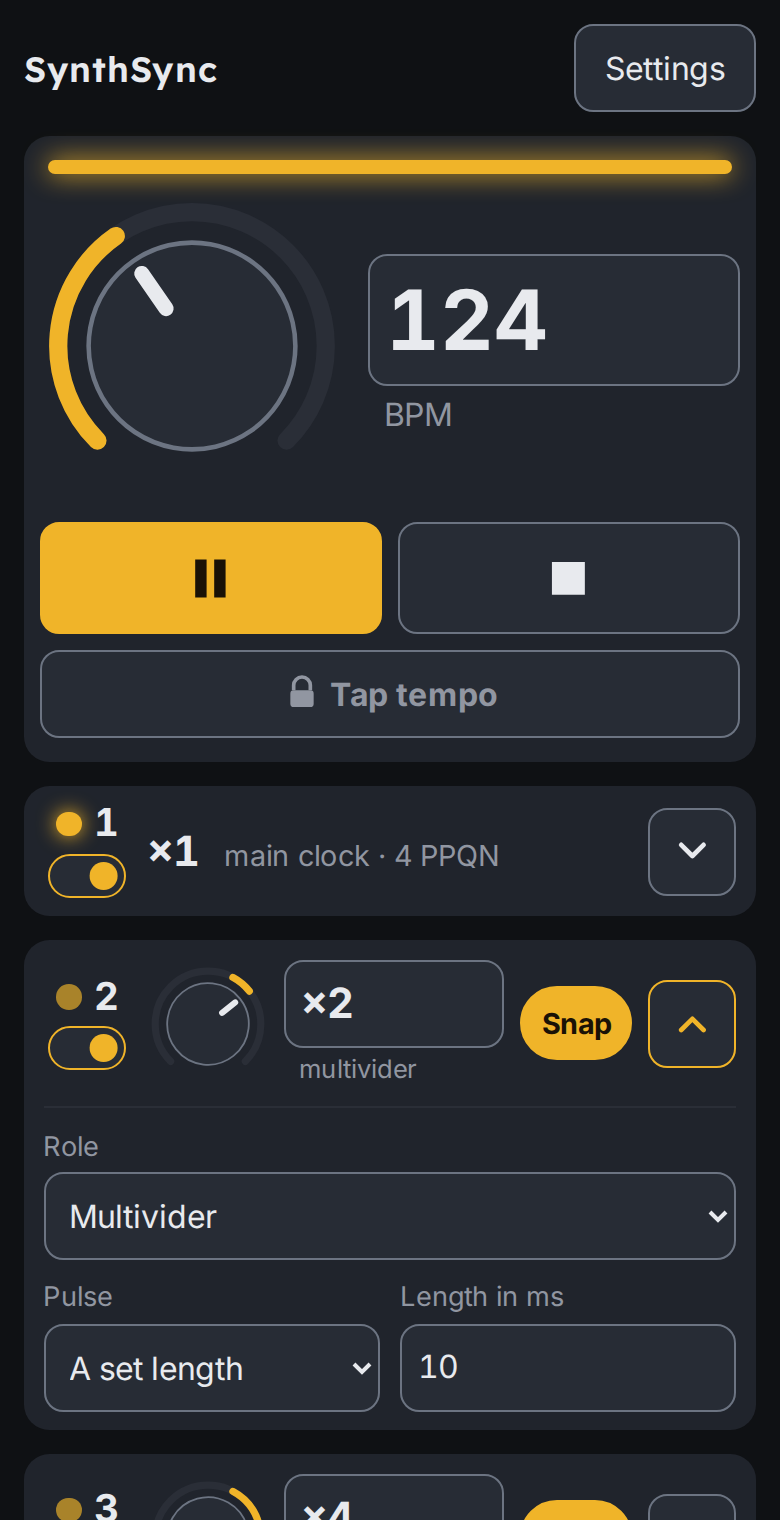 SynthSync
Settings
124
BPM
Tap tempo
1
×1
main clock · 4 PPQN
2
×2
multivider
Snap
Role
Multivider
Pulse
Length in ms
A set length
10
3
×4